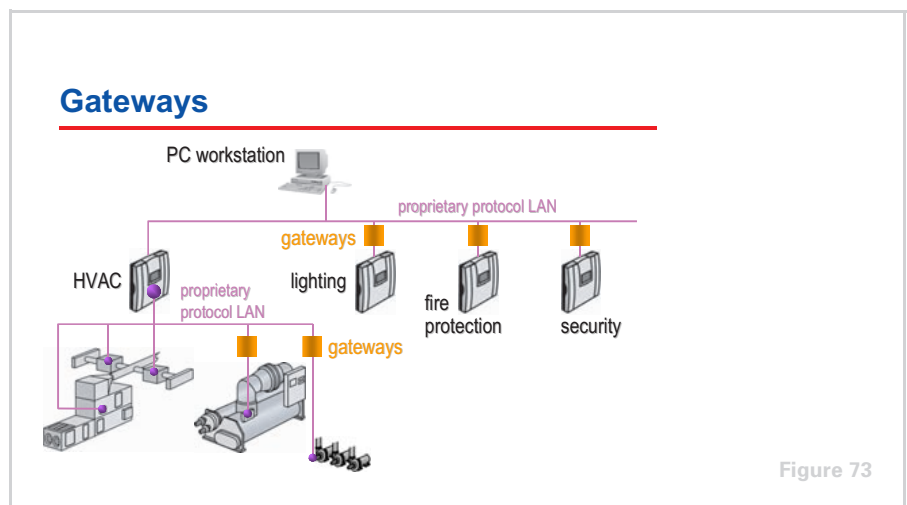 Gateways
PC workstation
proprietary protocol LAN
gateways
HVAC
lighting
fire
protection
security
proprietary
protocol LAN
gateways
Figure 73